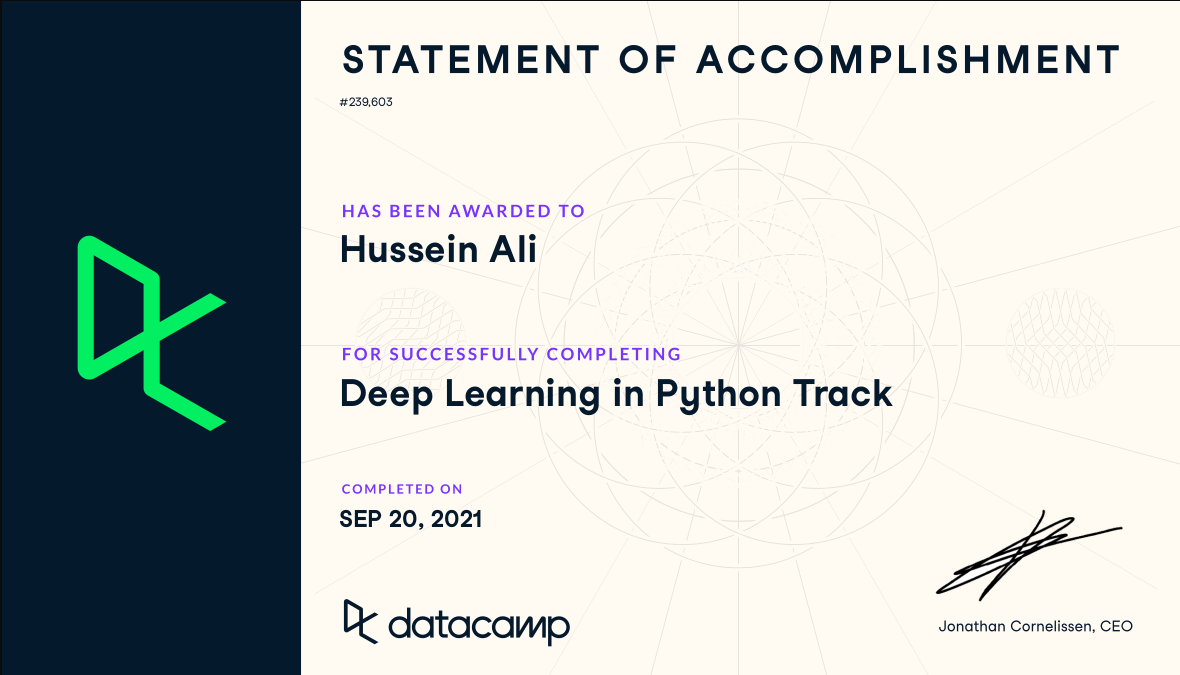 STATEMENT OF ACCOMPLISHMENT
#239,603
HAS BEEN AWARDED TO
Hussein Ali
FOR SUCCESSFULLY COMPLETING
Deep Learning in Python Track
COMPLETED ON
SEP 20, 2021
datacamp
Jonathan Cornelissen, CEO